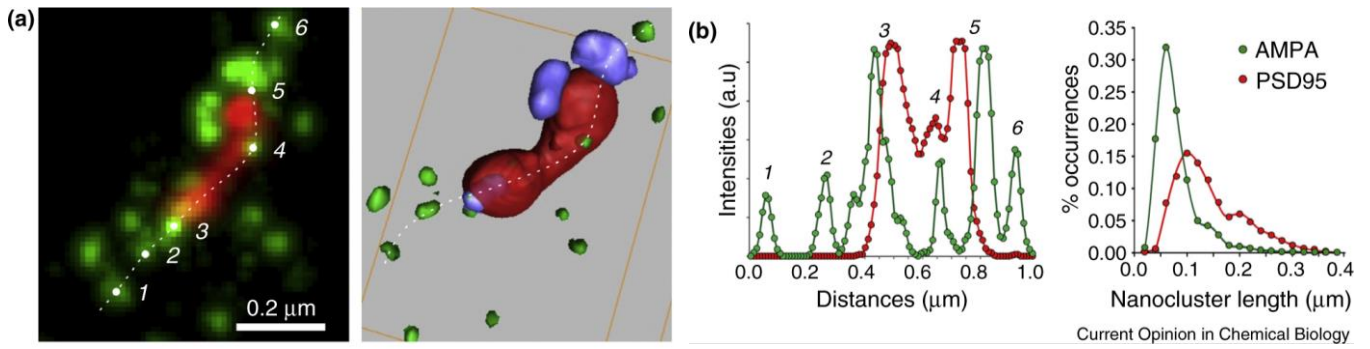 (a)
6
5
4
3
2
1
0.2 μm
(b)
Intensities (a.u)
1
2
3
4
5
6
0.0 0.2 0.4 0.6 0.8 1.0
Distances (μm)
% occurrences
0.35
0.30
0.25
0.20
0.15
0.10
0.05
0.00
AMPA
PSD95
0.0 0.1 0.2 0.3 0.4
Nanocluster length (μm)
Current Opinion in Chemical Biology